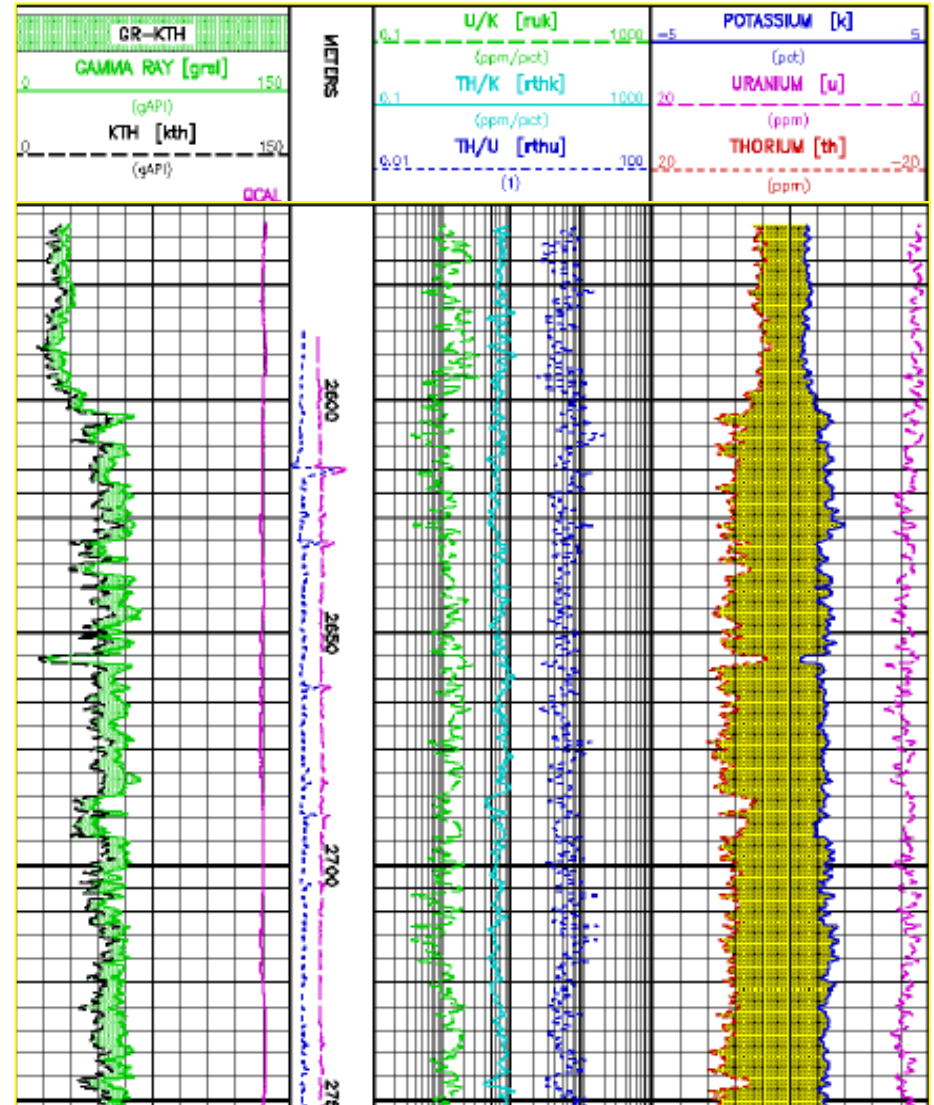 GR-KTH
GAMMA RAY [grsl]
0 150
(gAPI)
KTH [kth]
0 150
(gAPI)
QCAL
METERS
U/K [ruk]
0.1 1000
(ppm/pct)
TH/K [rthk]
0.1 1000
(ppm/pct)
TH/U [rthu]
0.01 100
(1)
POTASSIUM [k]
-5 5
(pct)
URANIUM [u]
20 0
(ppm)
THORIUM [th]
20 -20
(ppm)
2600
2650
2700